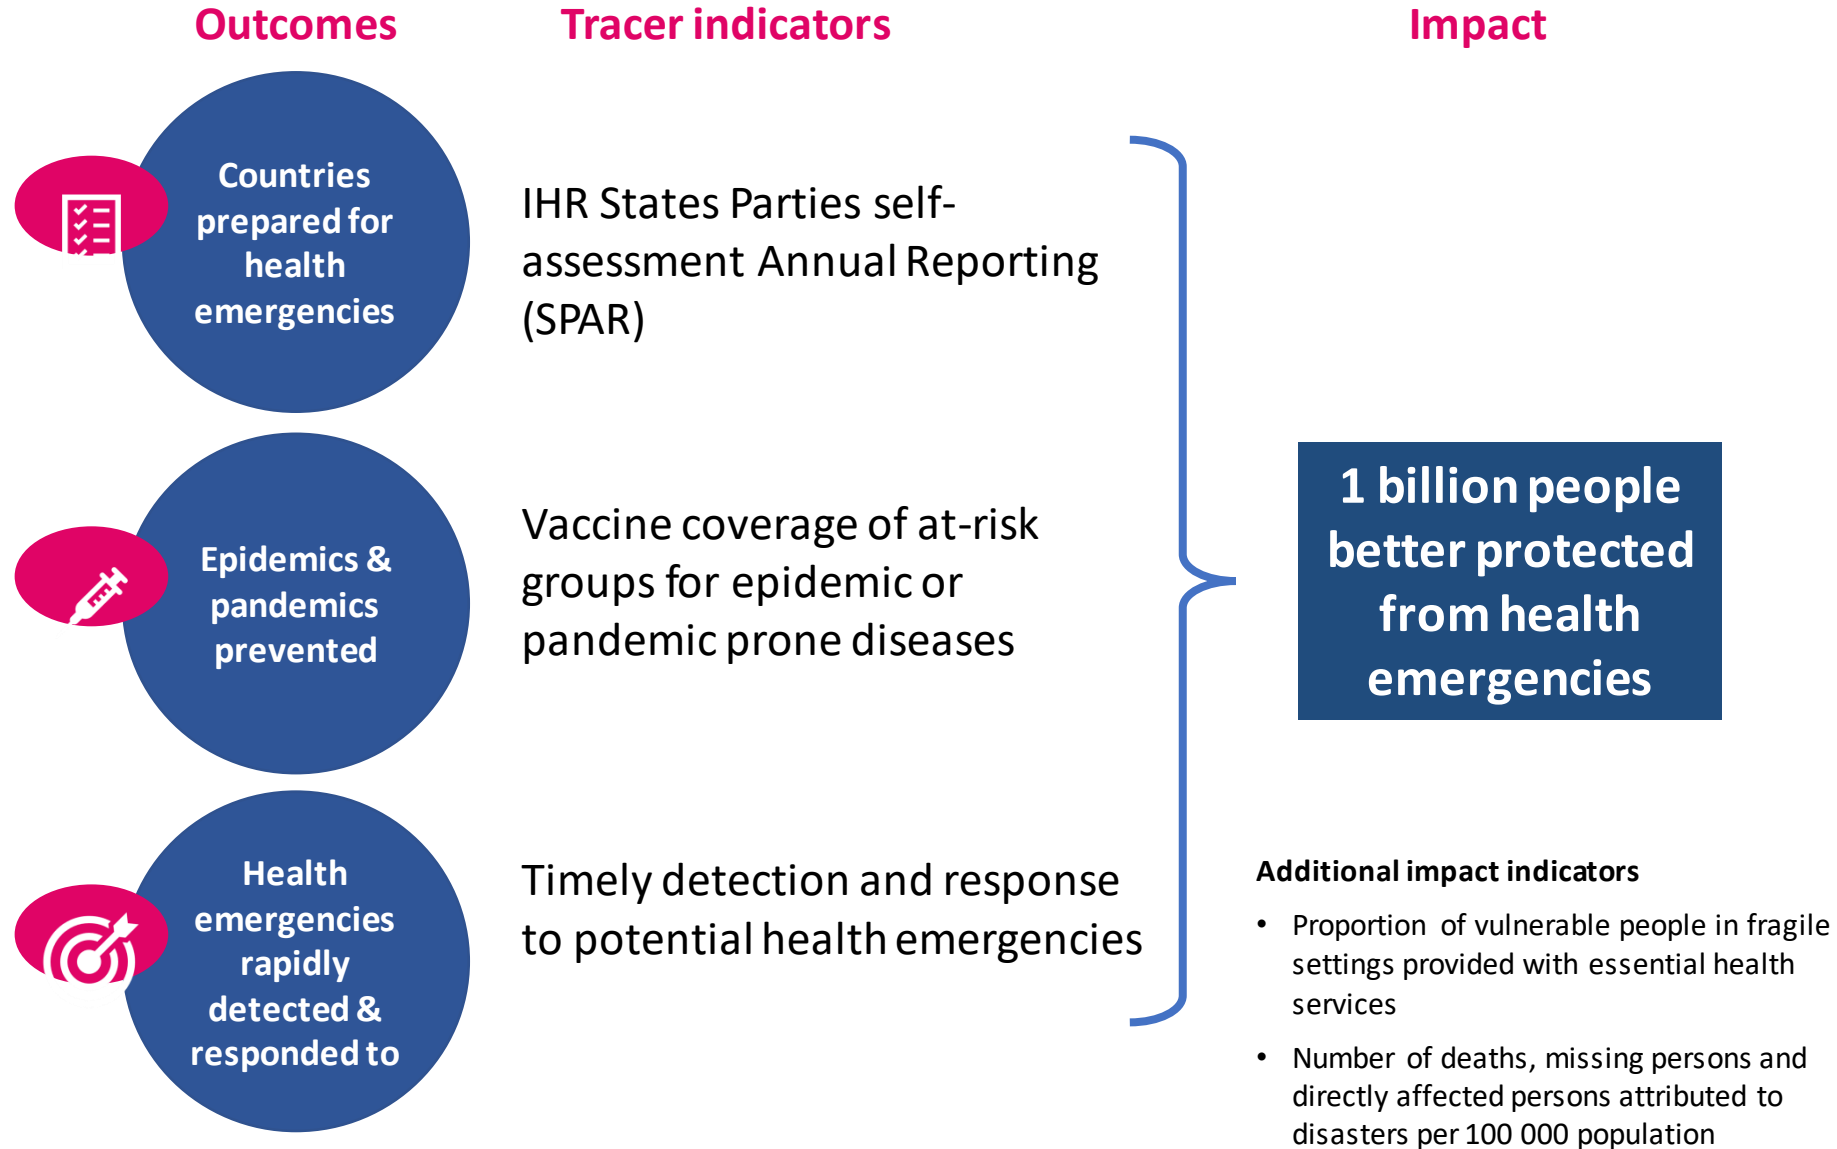 Outcomes
Tracer indicators
Impact
Countries
prepared for
health
emergencies
IHR States Parties self-
assessment Annual Reporting
(SPAR)
Epidemics &
pandemics
prevented
Vaccine coverage of at-risk
groups for epidemic or
pandemic prone diseases
Health
emergencies
rapidly
detected &
responded to
Timely detection and response
to potential health emergencies
1 billion people
better protected
from health
emergencies
Additional impact indicators
• Proportion of vulnerable people in fragile
settings provided with essential health
services
• Number of deaths, missing persons and
directly affected persons attributed to
disasters per 100 000 population